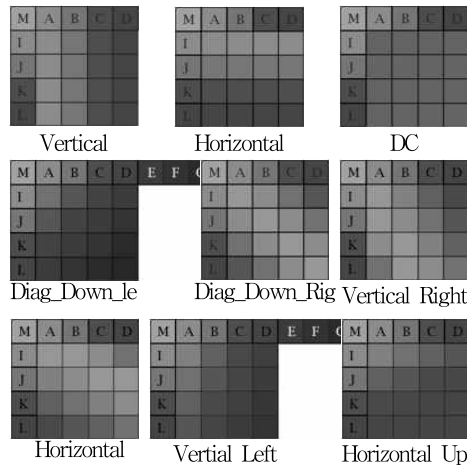 M A B C D M A B C D M A B C D
I I I
J J J
K K K
L L L
Vertical Horizontal DC
M A B C D E F M A B C D M A B C D
I I I
J J J
K K K
L L L
Diag_Down_le Diag_Down_Rig Vertical Right
M A B C D M A B C D E F M A B C D
I I I
J J J
K K K
L L L
Horizontal Vertial Left Horizontal Up